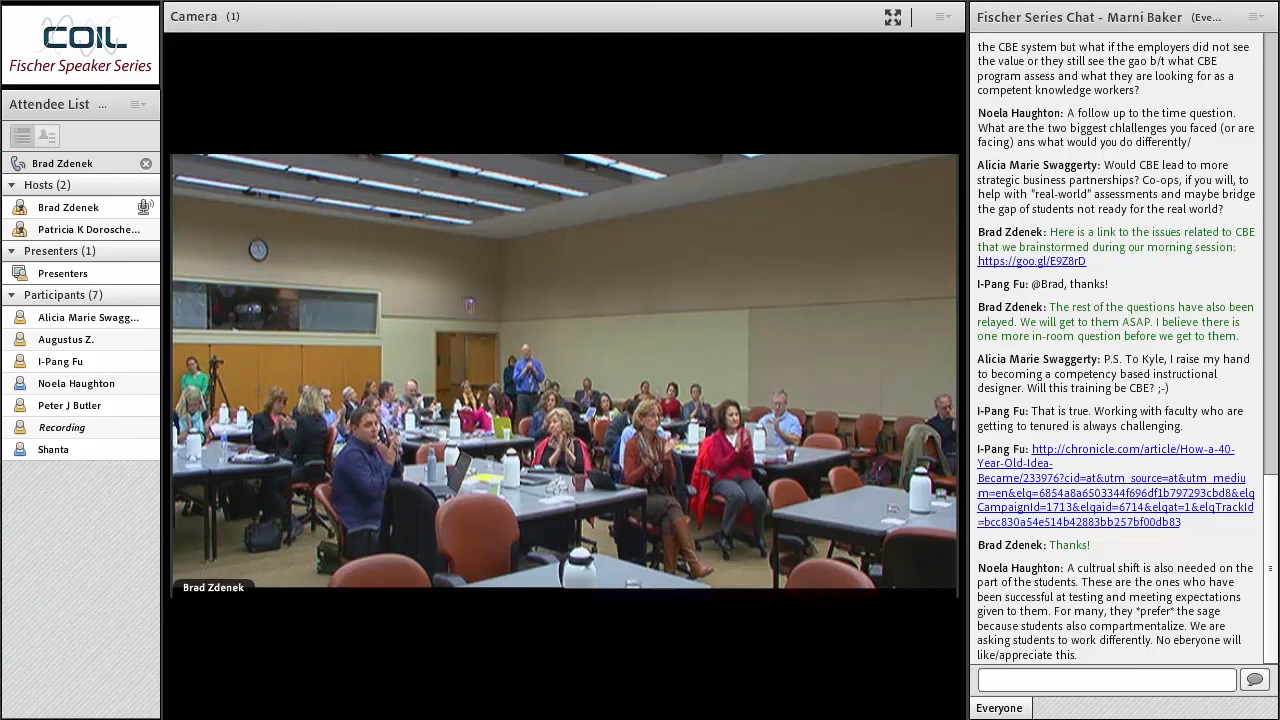 COIL
Fischer Speaker Series
Attendee List ...
Brad Zdenek
Hosts (2)
Brad Zdenek
Patricia K Dorosche...
Presenters (1)
Presenters
Participants (7)
Alicia Marie Swagg...
Augustus Z.
I-Pang Fu
Noela Haughton
Peter J Butler
Recording
Shanta
Camera (1)
Brad Zdenek
Fischer Series Chat - Marni Baker (Eve...
the CBE system but what if the employers did not see
the value or they still see the gao b/t what CBE
program assess and what they are looking for as a
competent knowledge workers?
Noela Haughton: A follow up to the time question.
What are the two biggest chlallenges you faced (or are
facing) ans what would you do differently/
Alicia Marie Swaggerty: Would CBE lead to more
strategic business partnerships? Co-ops, if you will, to
help with "real-world" assessments and maybe bridge
the gap of students not ready for the real world?
Brad Zdenek: Here is a link to the issues related to CBE
that we brainstormed during our morning session:
https://goo.gl/E9Z8rD
I-Pang Fu: @Brad, thanks!
Brad Zdenek: The rest of the questions have also been
relayed. We will get to them ASAP. I believe there is
one more in-room question before we get to them.
Alicia Marie Swaggerty: P.S. To Kyle, I raise my hand
to becoming a competency based instructional
designer. Will this training be CBE? ;-)
I-Pang Fu: That is true. Working with faculty who are
getting to tenured is always challenging.
I-Pang Fu: http://chronicle.com/article/How-a-40-
Year-Old-Idea-
Became/233976?cid=at&utm_source=at&utm_mediu
m=en&elq=6854a8a6503344f696df1b797293cbd8&elq
CampaignId=1713&elqaid=6714&elqat=1&elqTrackId
=bcc830a54e514b42883bb257bf00db83
Brad Zdenek: Thanks!
Noela Haughton: A cultrual shift is also needed on the
part of the students. These are the ones who have
been successful at testing and meeting expectations
given to them. For many, they *prefer* the sage
because students also compartmentalize. We are
asking students to work differently. No eberyone will
like/appreciate this.
Everyone